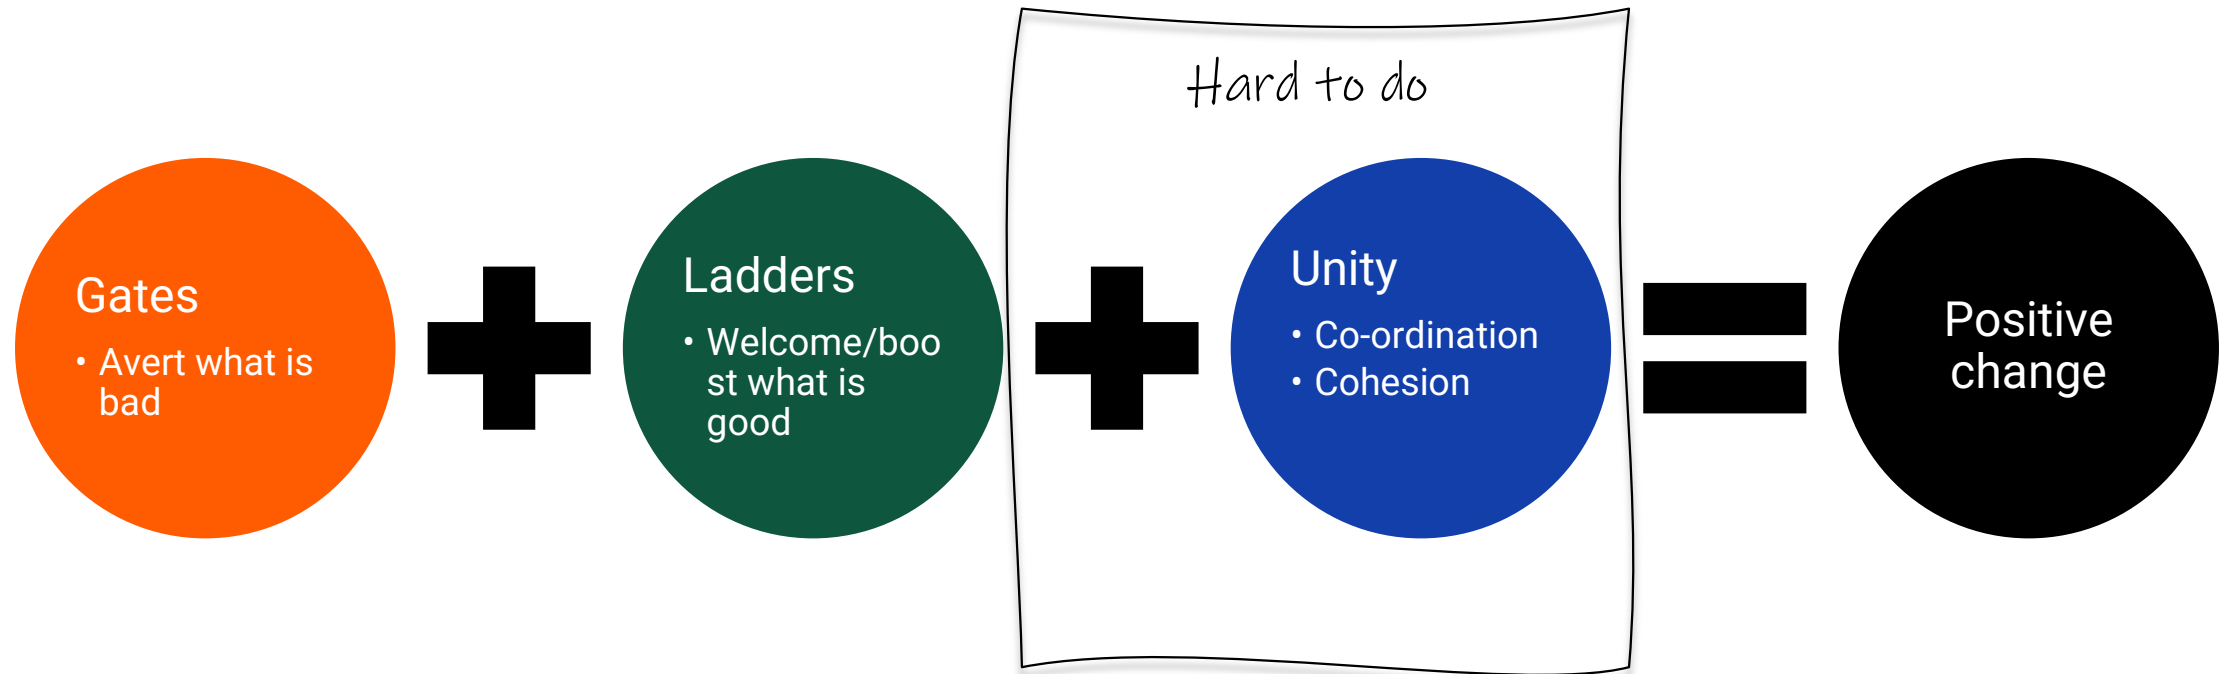 Hard to do
Gates
• Avert what is
bad
Ladders
• Welcome/boo
st what is
good
Unity
• Co-ordination
• Cohesion
Positive
change